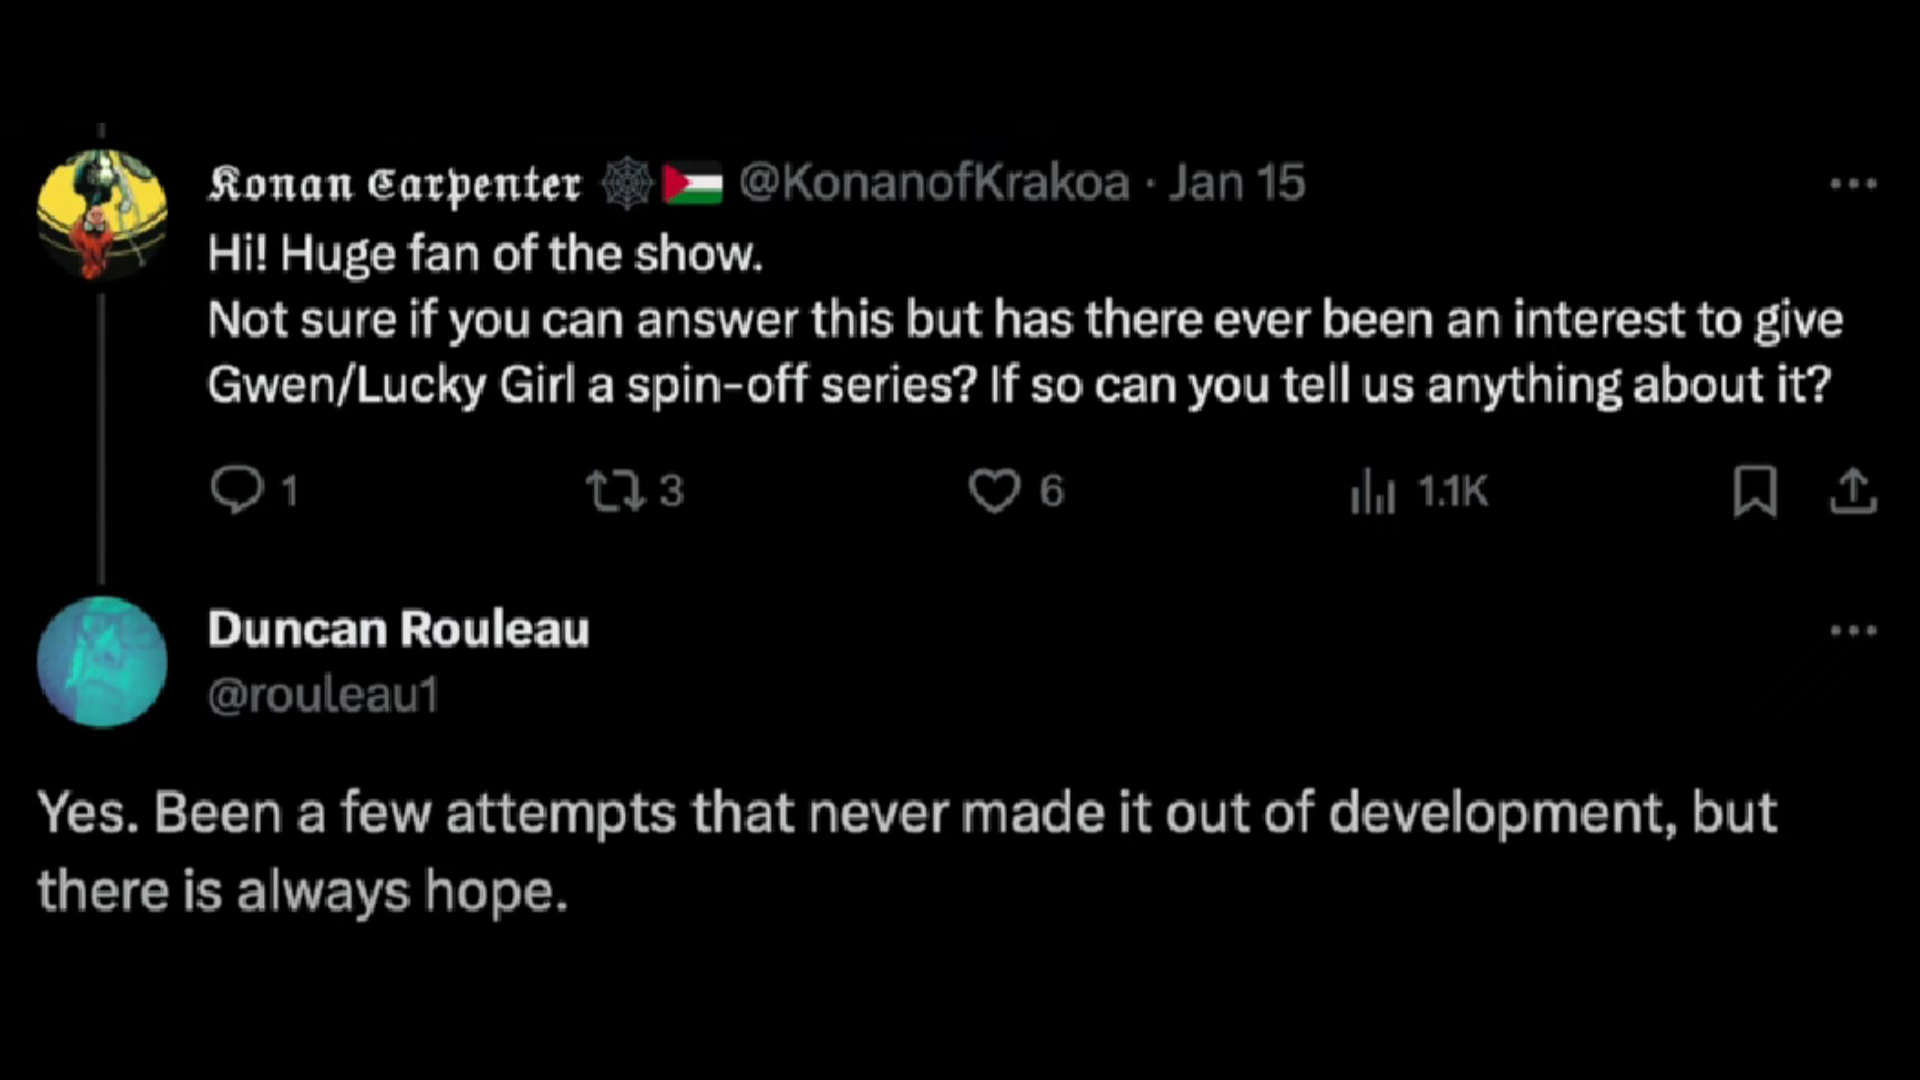 𝕶𝖔𝖓𝖆𝖓 𝕮𝖆𝖗𝖕𝖊𝖓𝖙𝖊𝖗 🕸️🇵🇸 @KonanofKrakoa · Jan 15
Hi! Huge fan of the show.
Not sure if you can answer this but has there ever been an interest to give
Gwen/Lucky Girl a spin-off series? If so can you tell us anything about it?
1 3 6 1.1K
Duncan Rouleau
@rouleau1
Yes. Been a few attempts that never made it out of development, but
there is always hope.